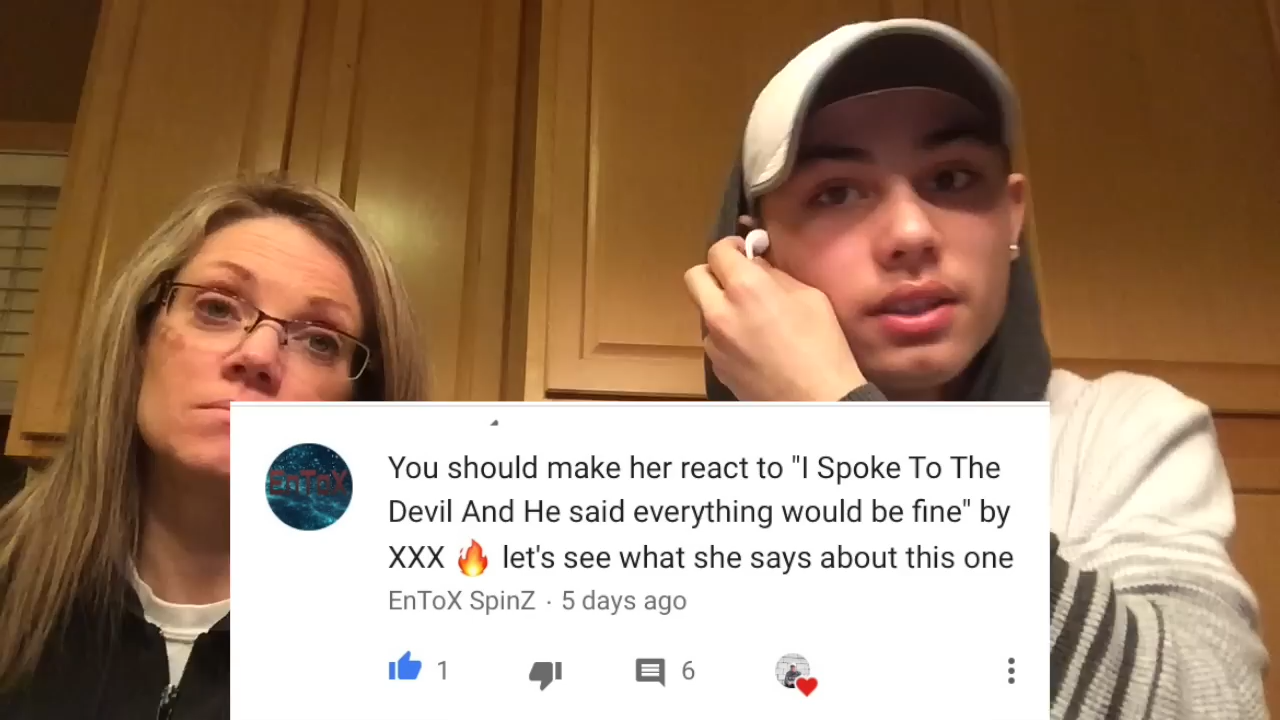 EnToX
You should make her react to "I Spoke To The
Devil And He said everything would be fine" by
XXX 🔥 let's see what she says about this one
EnToX SpinZ · 5 days ago
1
6